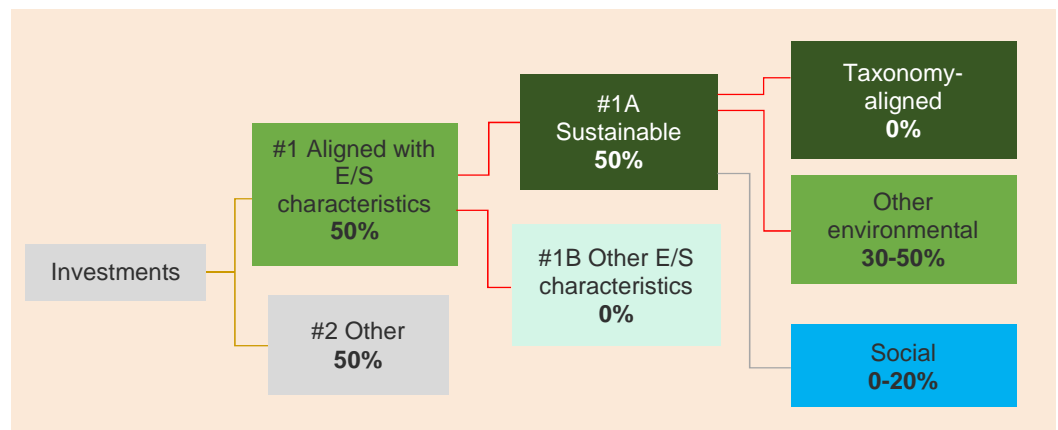 Investments
#1 Aligned with
E/S
characteristics
50%
#2 Other
50%
#1A
Sustainable
50%
#1B Other E/S
characteristics
0%
Taxonomy-
aligned
0%
Other
environmental
30-50%
Social
0-20%